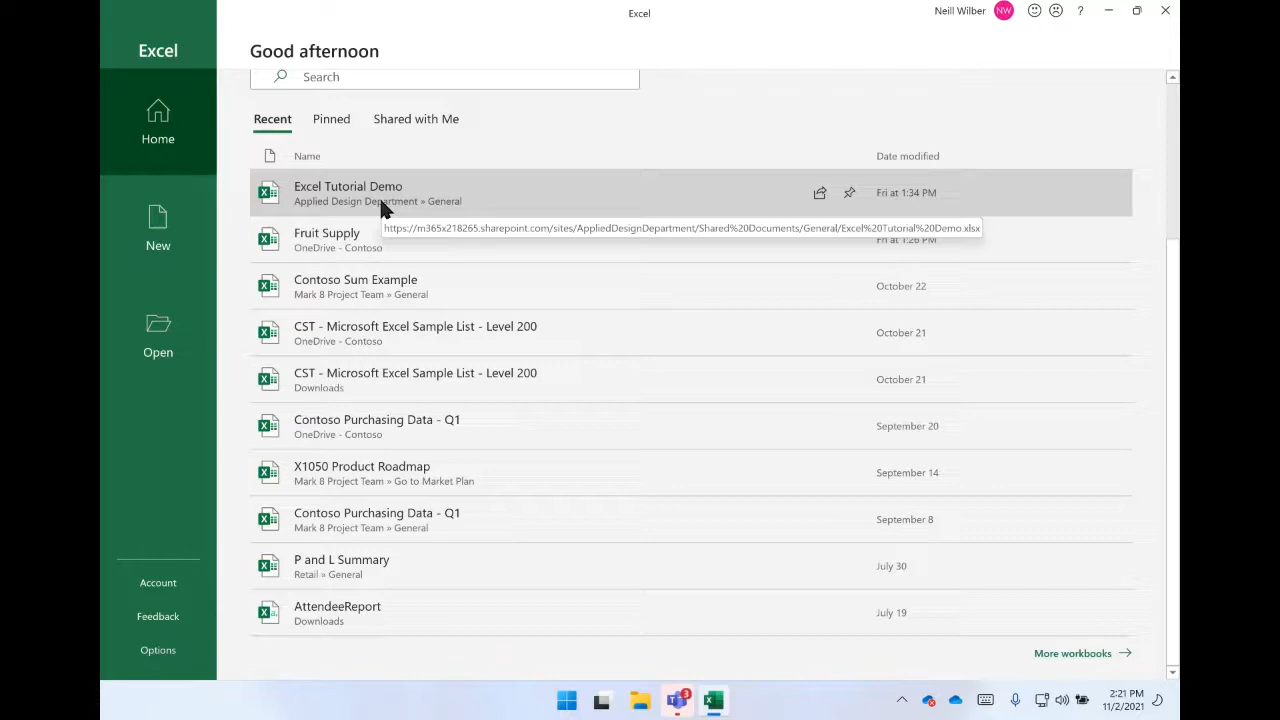 Excel
Neill Wilber NW ?
Excel
Good afternoon
Search
Home
New
Open
Account
Feedback
Options
Recent Pinned Shared with Me
Name Date modified
Excel Tutorial Demo
Applied Design Department » General
Fri at 1:34 PM
https://m365x218265.sharepoint.com/sites/AppliedDesignDepartment/Shared%20Documents/General/Excel%20Tutorial%20Demo.xlsx
Fruit Supply
OneDrive - Contoso
Fri at 1:26 PM
Contoso Sum Example
Mark 8 Project Team » General
October 22
CST - Microsoft Excel Sample List - Level 200
OneDrive - Contoso
October 21
CST - Microsoft Excel Sample List - Level 200
Downloads
October 21
Contoso Purchasing Data - Q1
OneDrive - Contoso
September 20
X1050 Product Roadmap
Mark 8 Project Team » Go to Market Plan
September 14
Contoso Purchasing Data - Q1
Mark 8 Project Team » General
September 8
P and L Summary
Retail » General
July 30
AttendeeReport
Downloads
July 19
More workbooks
3
2:21 PM
11/2/2021